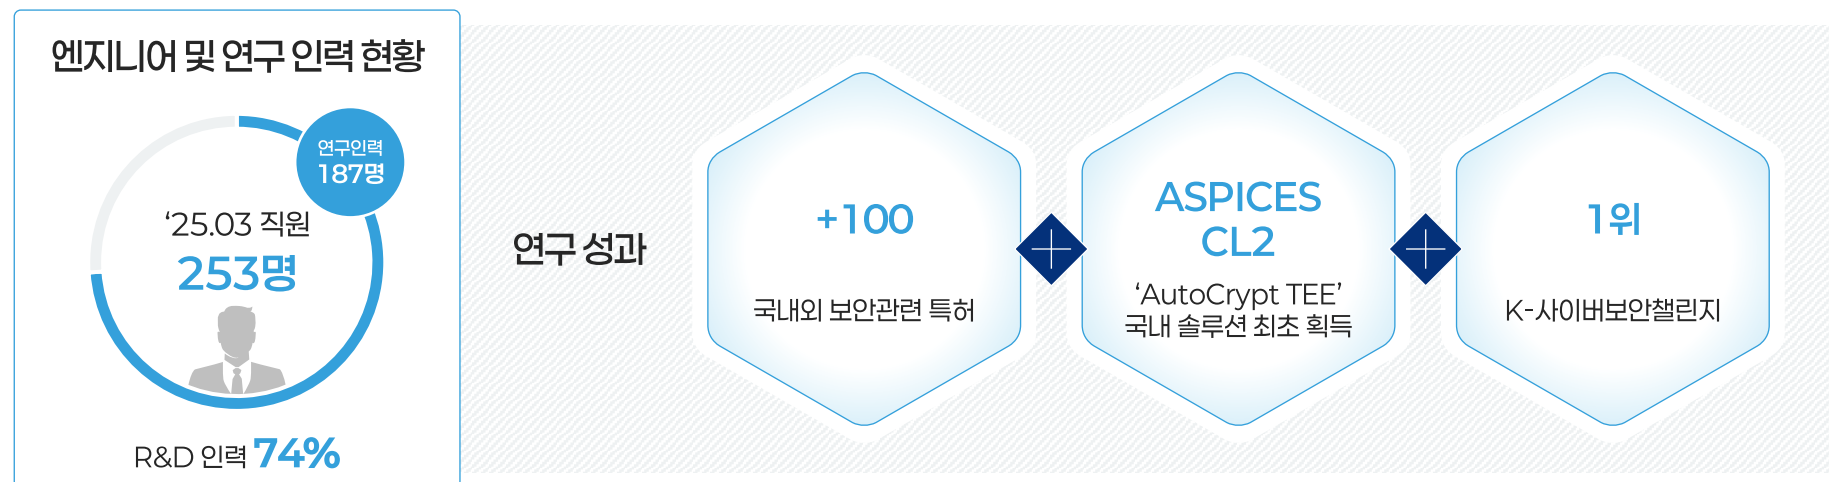 엔지니어 및 연구 인력 현황
연구인력
187명
‘25.03 직원
253명
R&D 인력 74%
연구 성과
+100
국내외 보안관련 특허
ASPICES
CL2
‘AutoCrypt TEE’
국내 솔루션 최초 획득
1위
K-사이버보안챌린지